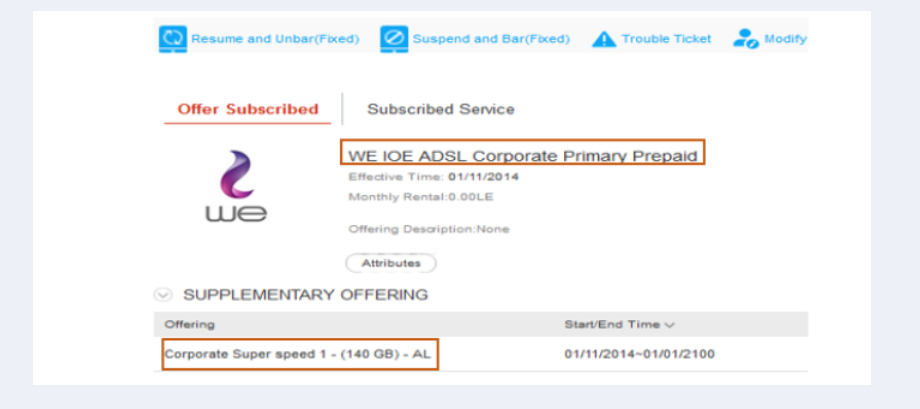 Resume and Unbar(Fixed) Suspend and Bar(Fixed) Trouble Ticket Modify
Offer Subscribed Subscribed Service
WE IOE ADSL Corporate Primary Prepaid
Effective Time: 01/11/2014
Monthly Rental:0.00LE
we
Offering Description:None
Attributes
SUPPLEMENTARY OFFERING
Offering Start/End Time
Corporate Super speed 1 - (140 GB) - AL 01/11/2014~01/01/2100